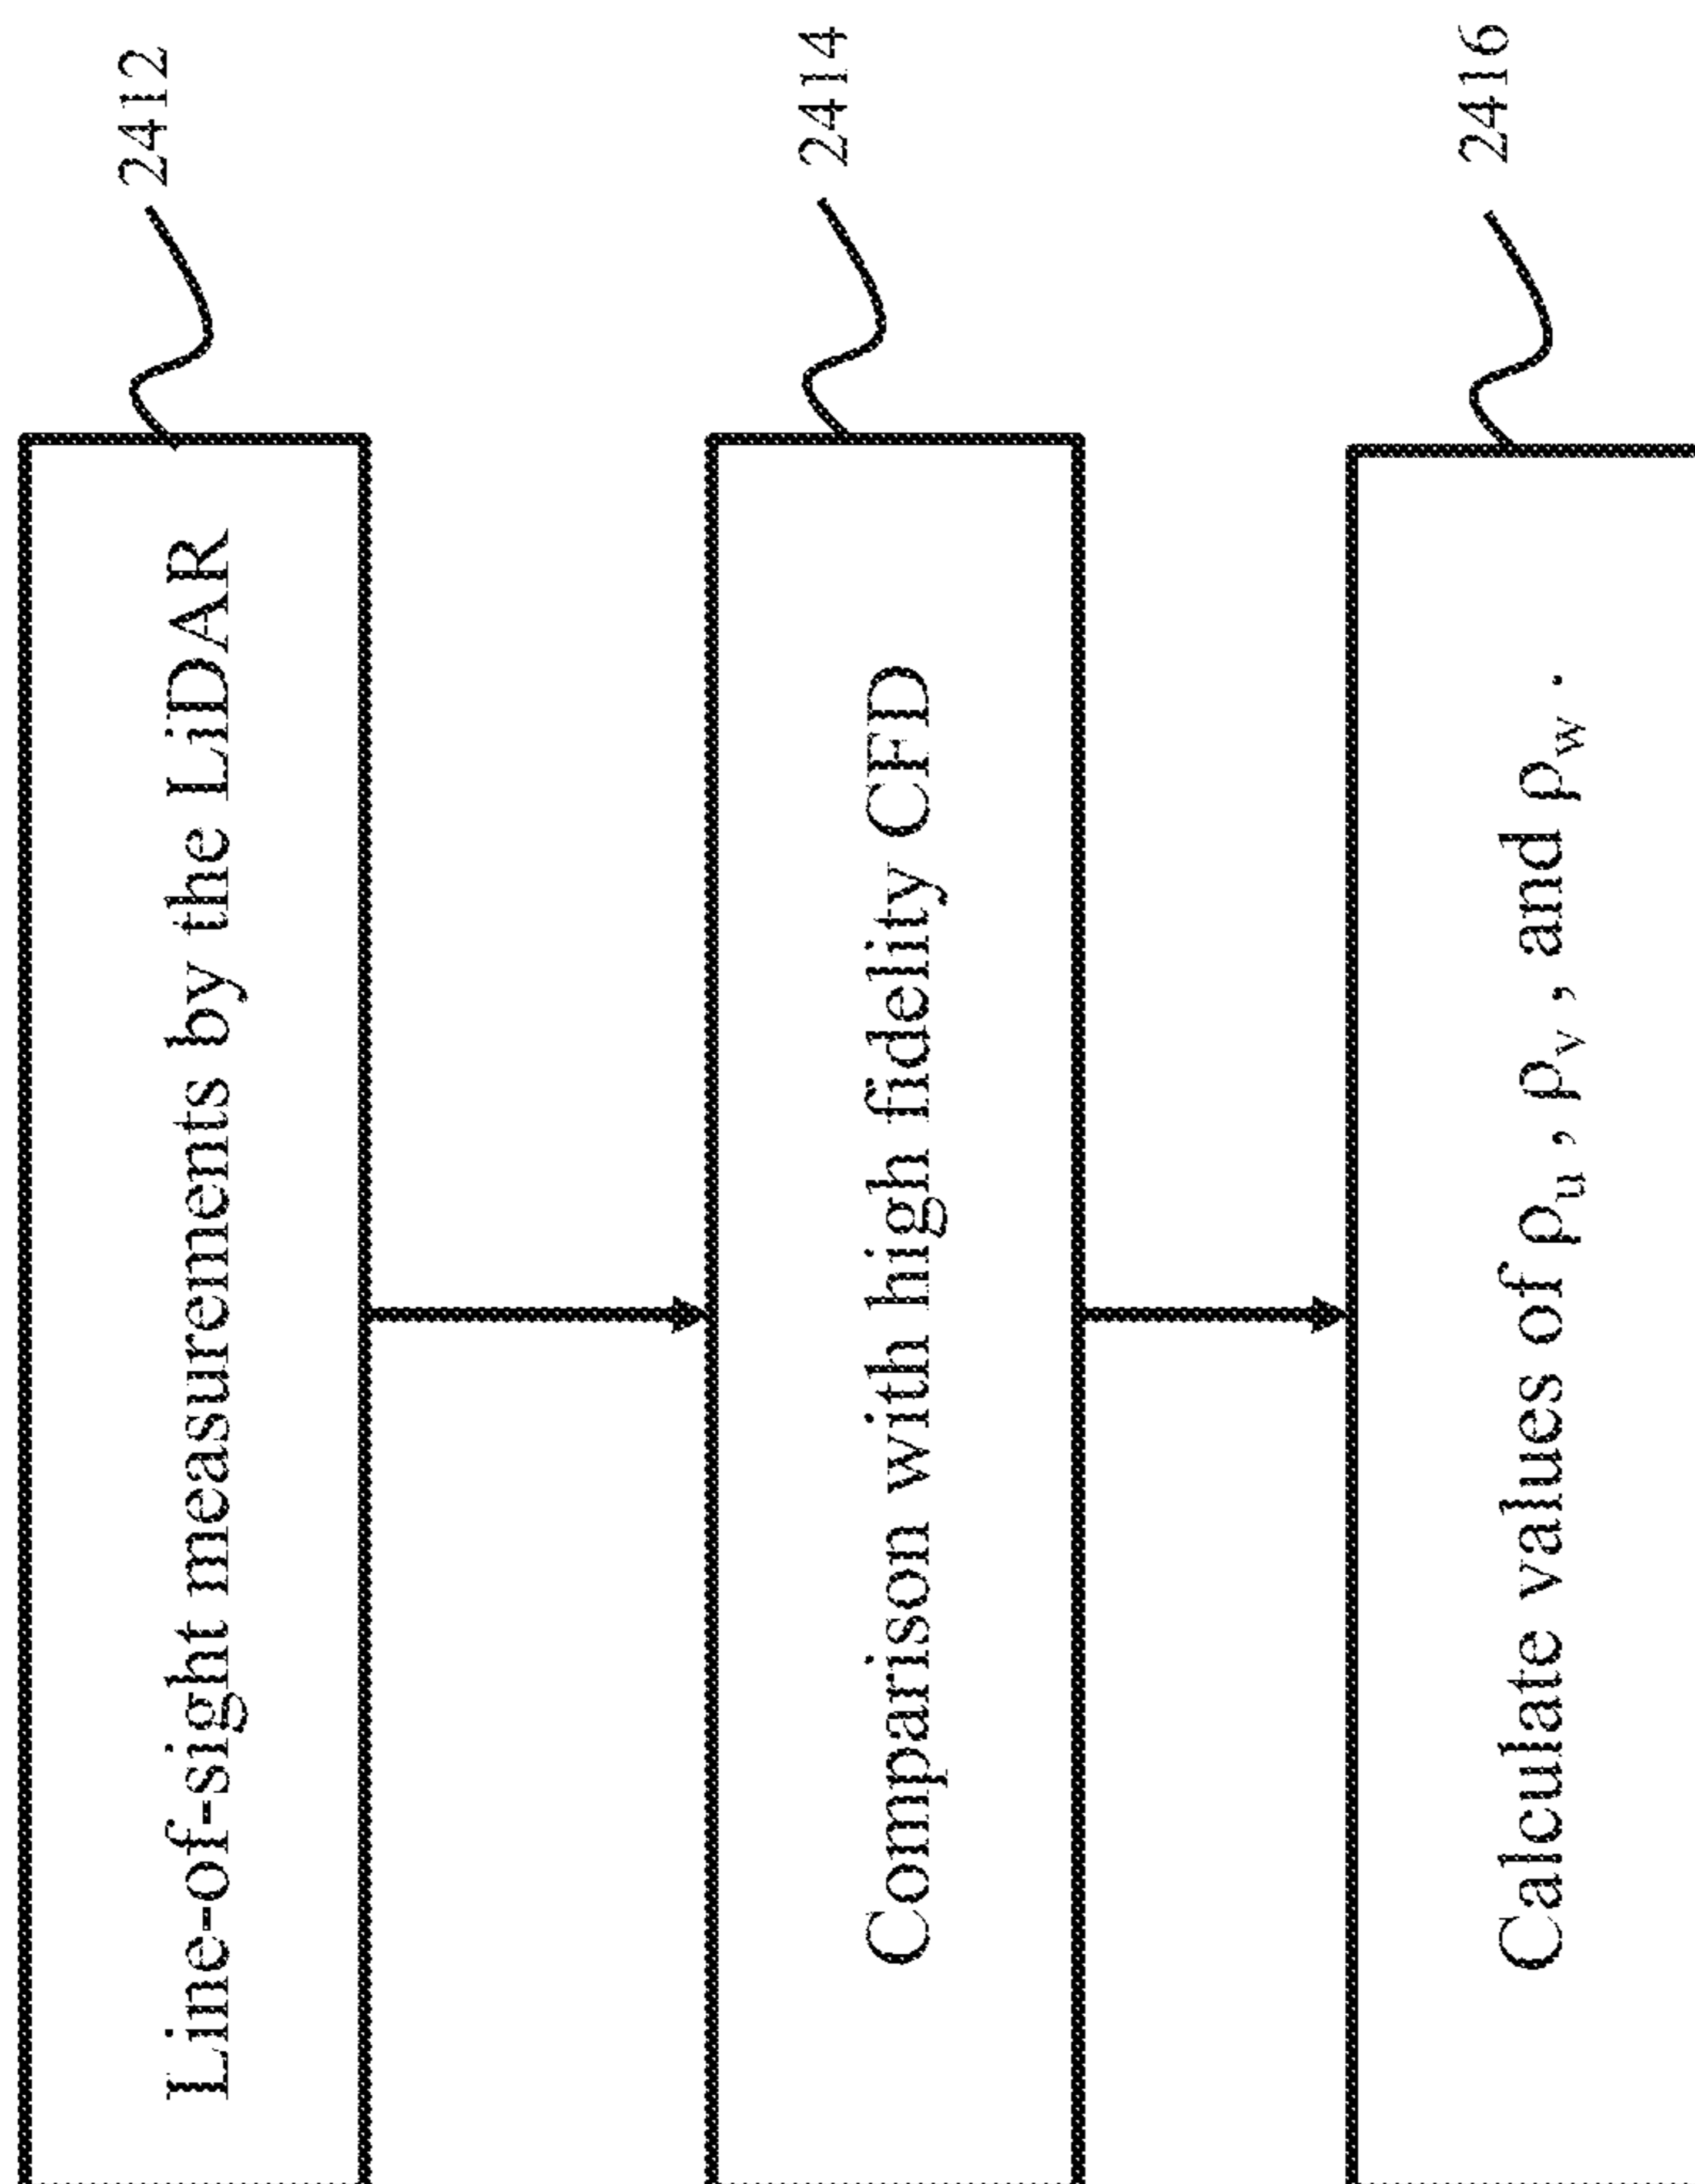 Line-of-sight measurements by the LiDAR
2412
Comparison with high fidelity CFD
2414
Calculate values of ρᵤ , ρᵥ , and ρ_w .
2416